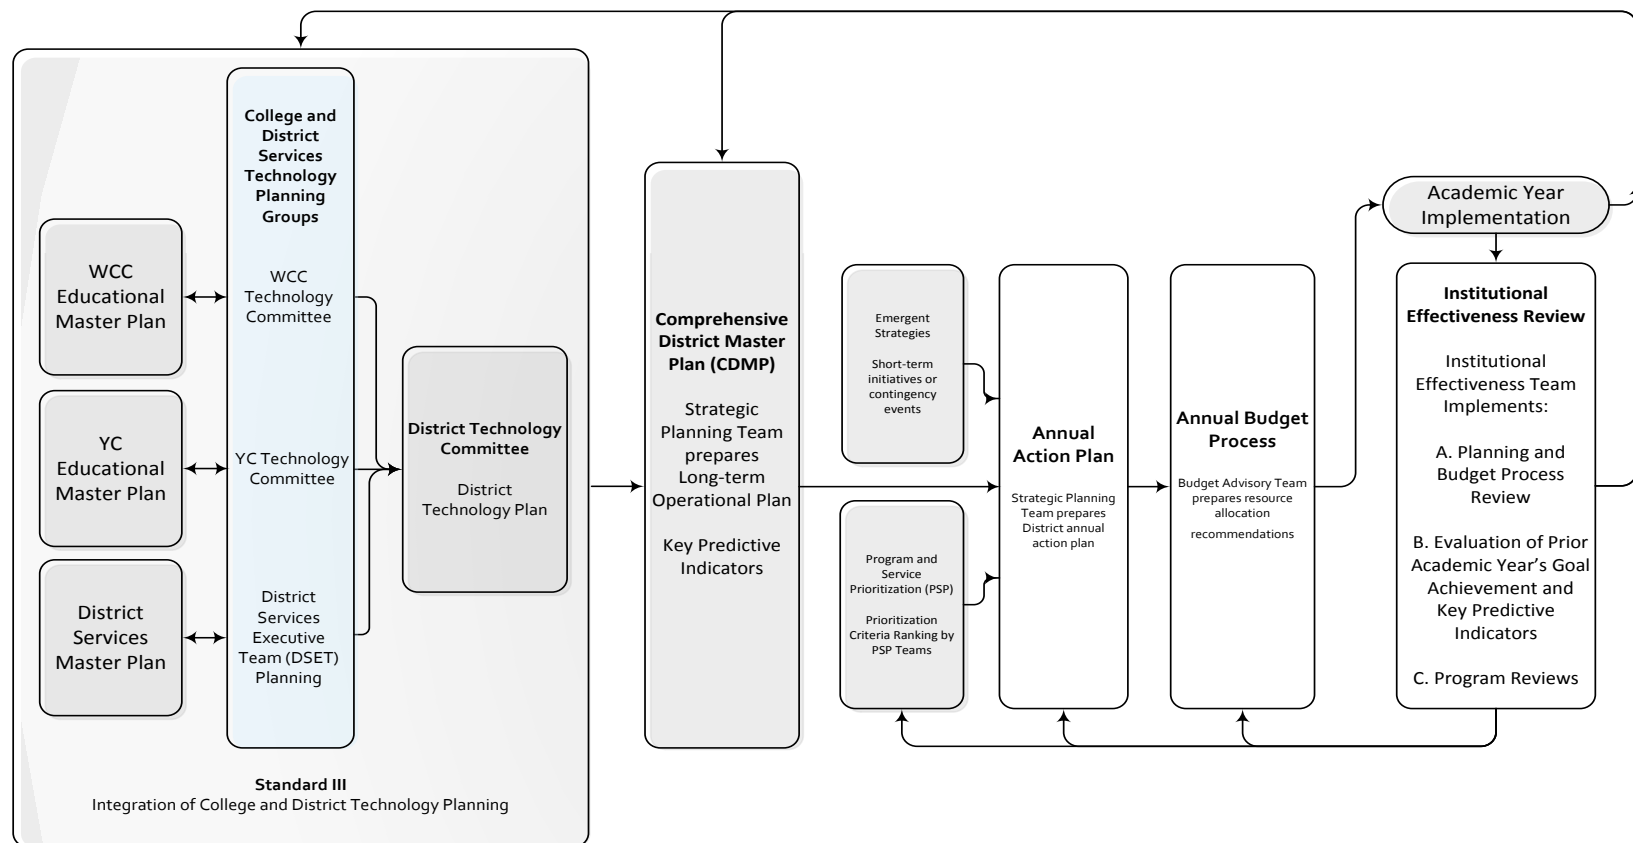 College and
District
Services
Technology
Planning
Groups
WCC
Educational
Master Plan
WCC
Technology
Committee
YC
Educational
Master Plan
YC Technology
Committee
District
Services
Master Plan
District
Services
Executive
Team (DSET)
Planning
District Technology
Committee
District
Technology Plan
Standard III
Integration of College and District Technology Planning
Comprehensive
District Master
Plan (CDMP)
Strategic
Planning Team
prepares
Long-term
Operational Plan
Key Predictive
Indicators
Emergent
Strategies
Short-term
initiatives or
contingency
events
Program and
Service
Prioritization (PSP)
Prioritization
Criteria Ranking by
PSP Teams
Annual
Action Plan
Strategic Planning
Team prepares
District annual
action plan
Annual Budget
Process
Budget Advisory Team
prepares resource
allocation
recommendations
Academic Year
Implementation
Institutional
Effectiveness Review
Institutional
Effectiveness Team
Implements:
A. Planning and
Budget Process
Review
B. Evaluation of Prior
Academic Year’s Goal
Achievement and
Key Predictive
Indicators
C. Program Reviews